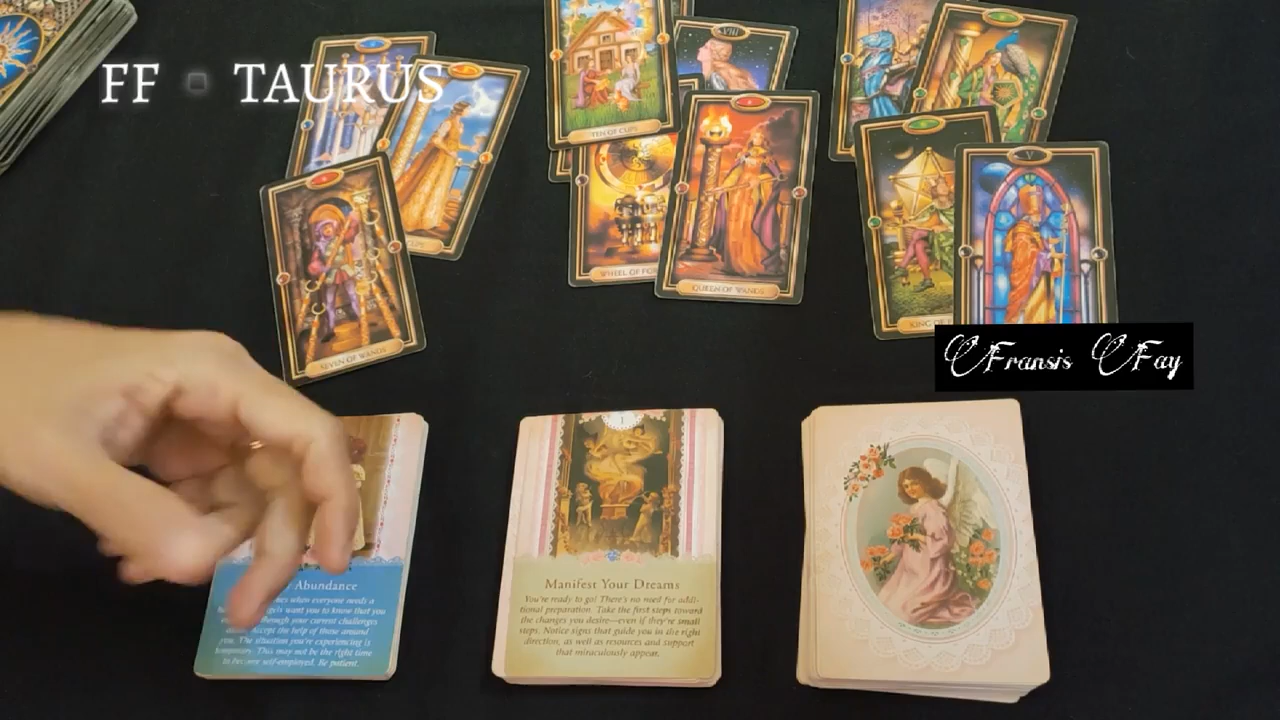 FF TAURUS
TEN OF CUPS
VIII
WHEEL OF FOR
QUEEN OF WANDS
SEVEN OF WANDS
CUPS
V
KING OF
Fransis Fay
Abundance
when everyone needs a
want you to know that you
through your current challenges
Accept the help of those around
you. The situation you're experiencing is
temporary. This may not be the right time
to become self-employed. Be patient.
I
Manifest Your Dreams
You're ready to go! There's no need for addi-
tional preparation. Take the first steps toward
the changes you desire—even if they're small
steps. Notice signs that guide you in the right
direction, as well as resources and support
that miraculously appear.